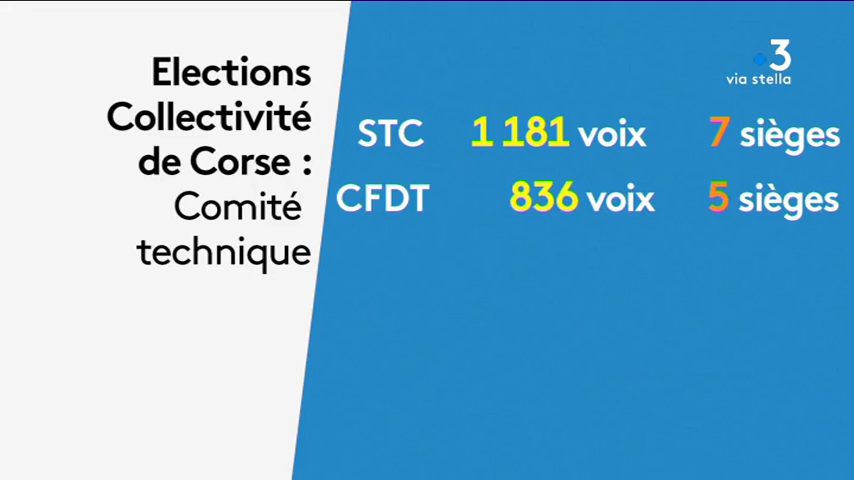 Elections
Collectivité
de Corse :
Comité
technique
3
via stella
STC 1 181 voix 7 sièges
CFDT 836 voix 5 sièges